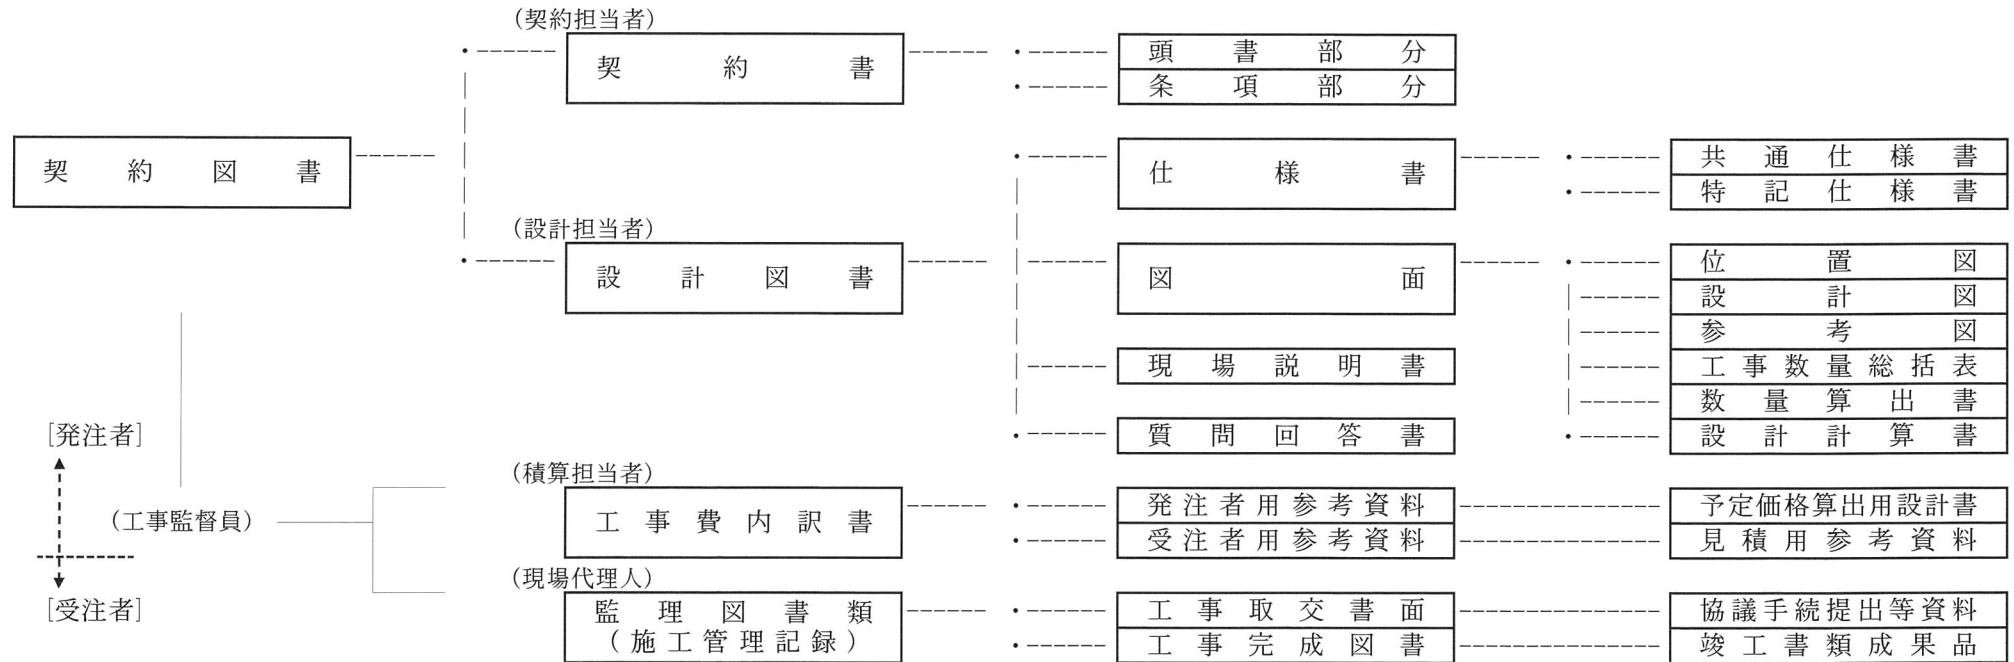 (契約担当者)
契約書
頭書部分
条項部分
契約図書
仕様書
共通仕様書
特記仕様書
(設計担当者)
設計図書
図面
位置図
設計図
参考図
現場説明書
工事数量総括表
数量算出書
[発注者]
質問回答書
設計計算書
(積算担当者)
(工事監督員)
工事費内訳書
発注者用参考資料
予定価格算出用設計書
受注者用参考資料
見積用参考資料
(現場代理人)
[受注者]
監理図書類
(施工管理記録)
工事取交書面
協議手続提出等資料
工事完成図書
竣工書類成果品